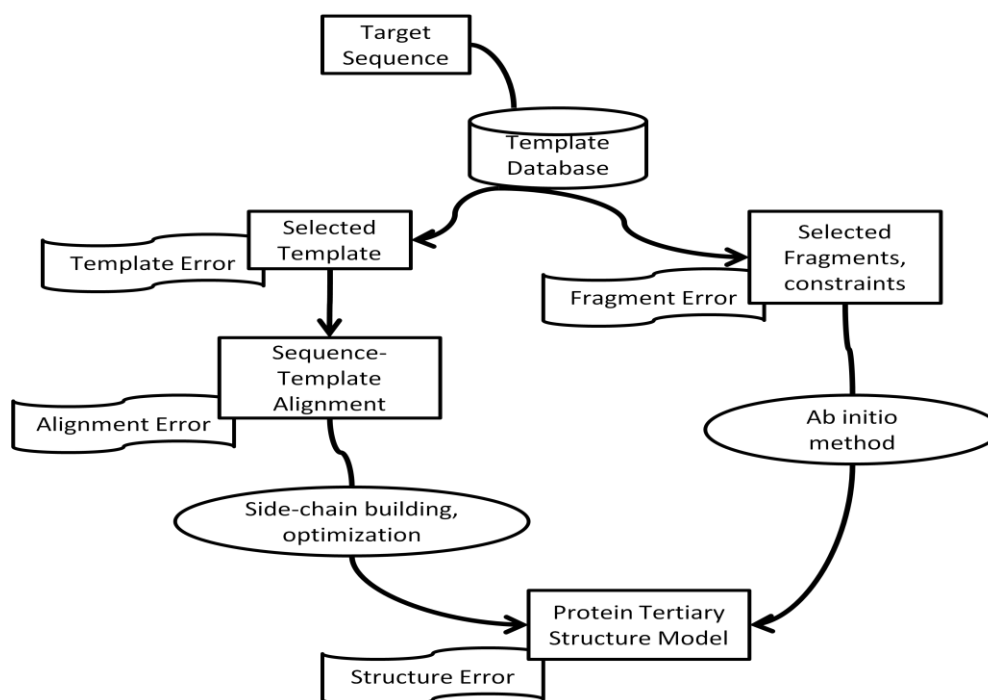 Target
Sequence
Template
Database
Selected
Template
Template Error
Selected
Fragments,
constraints
Fragment Error
Sequence-
Template
Alignment
Alignment Error
Ab initio
method
Side-chain building,
optimization
Protein Tertiary
Structure Model
Structure Error